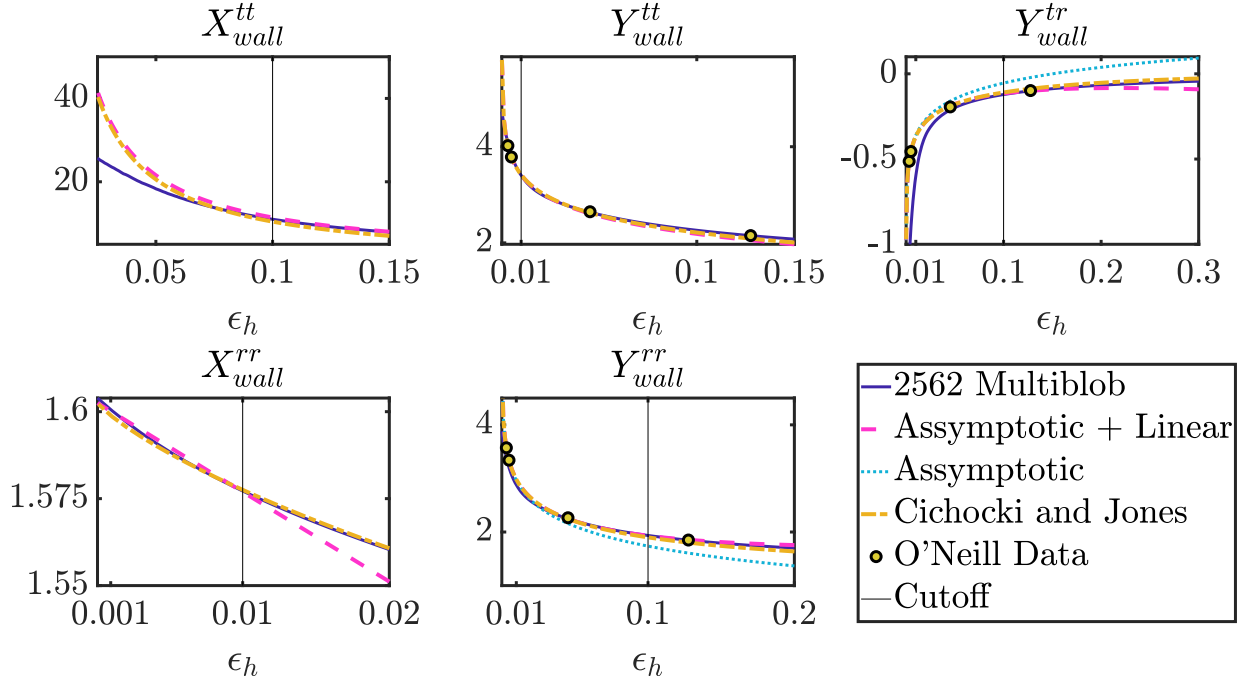 X^{tt}_{wall}
Y^{tt}_{wall}
Y^{tr}_{wall}
40
20
0.05 0.1 0.15
ϵ_h
4
2
0.01 0.1 0.15
ϵ_h
0
-0.5
-1
0.01 0.1 0.2 0.3
ϵ_h
X^{rr}_{wall}
Y^{rr}_{wall}
1.6
1.575
1.55
0.001 0.01 0.02
ϵ_h
4
2
0.01 0.1 0.2
ϵ_h
2562 Multiblob
Assymptotic + Linear
Assymptotic
Cichocki and Jones
O'Neill Data
Cutoff